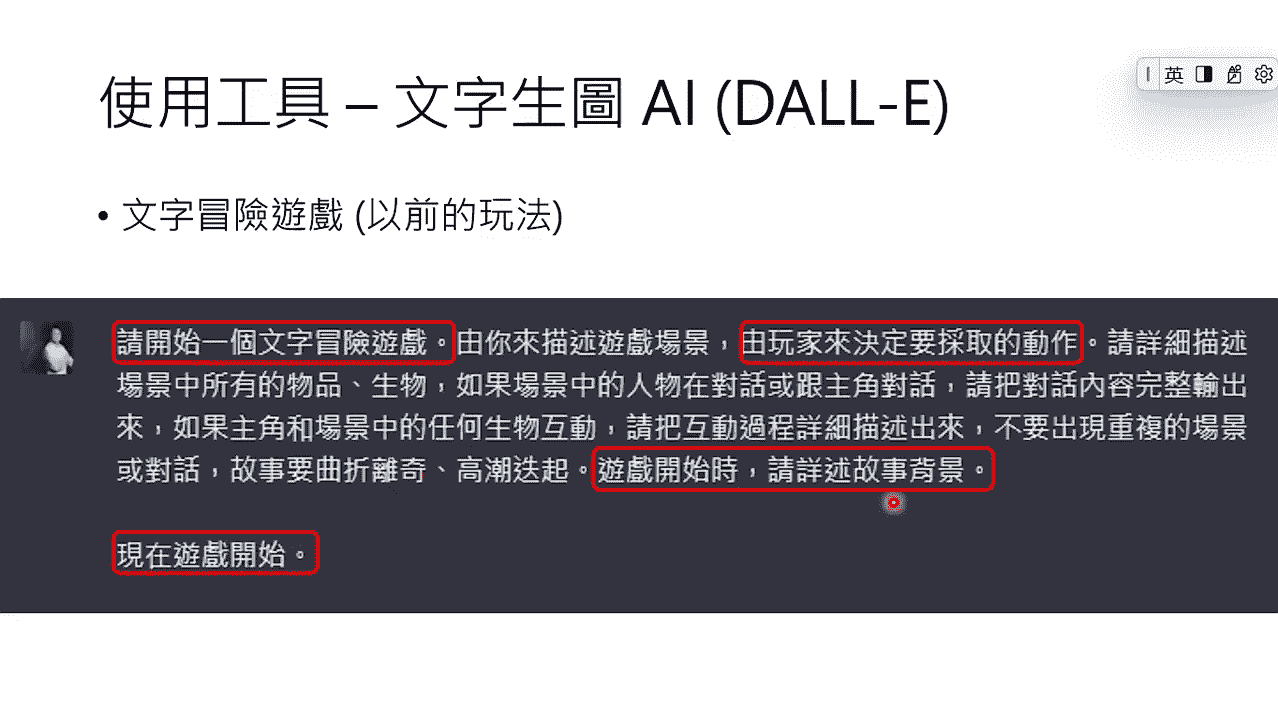 使用工具 – 文字生圖 AI (DALL-E)
英
• 文字冒險遊戲 (以前的玩法)
請開始一個文字冒險遊戲。由你來描述遊戲場景，由玩家來決定要採取的動作。請詳細描述
場景中所有的物品、生物，如果場景中的人物在對話或跟主角對話，請把對話內容完整輸出
來，如果主角和場景中的任何生物互動，請把互動過程詳細描述出來，不要出現重複的場景
或對話，故事要曲折離奇、高潮迭起。遊戲開始時，請詳述故事背景。
現在遊戲開始。